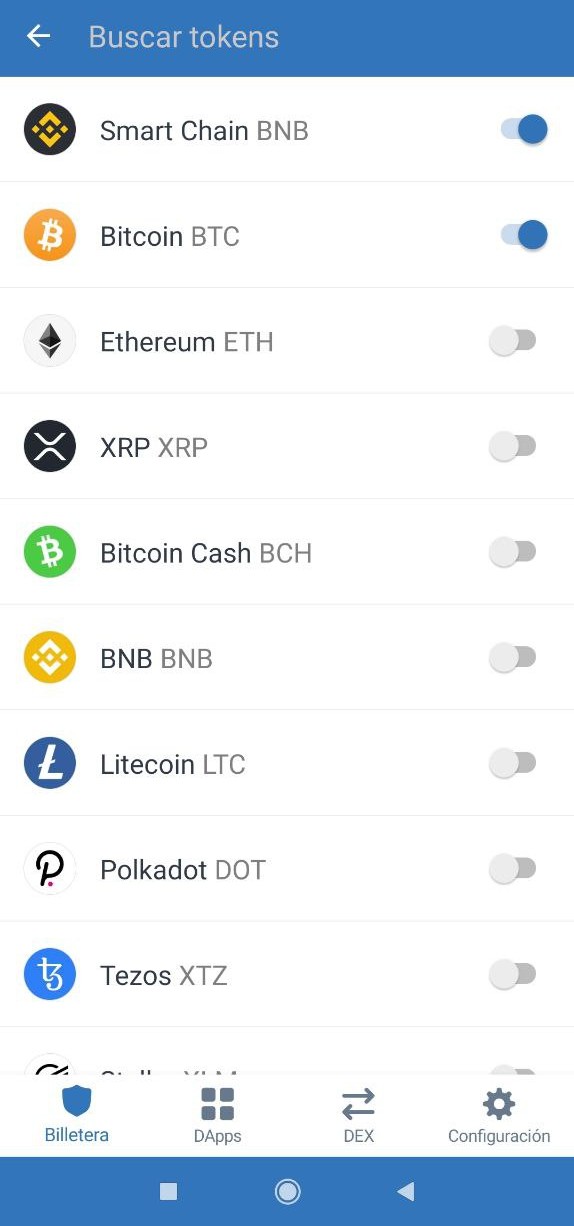 Buscar tokens
Smart Chain BNB
Bitcoin BTC
Ethereum ETH
XRP XRP
Bitcoin Cash BCH
BNB BNB
Litecoin LTC
Polkadot DOT
Tezos XTZ
Billetera
DApps
DEX
Configuración